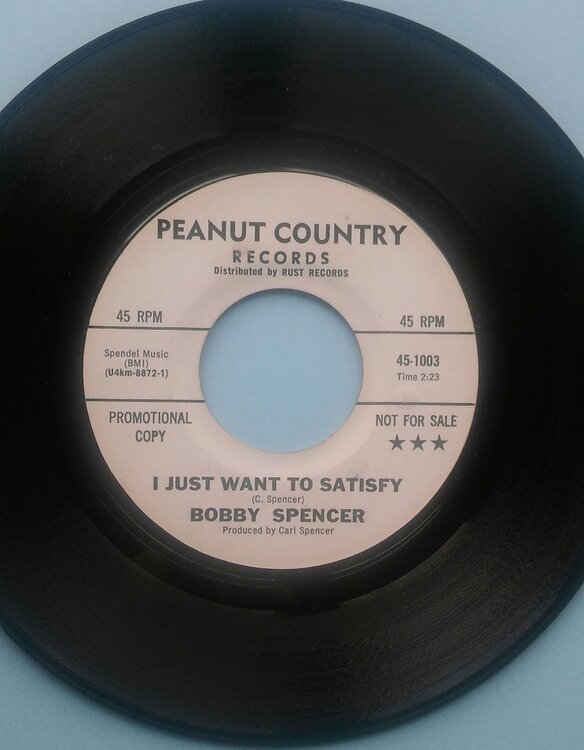 PEANUT COUNTRY
RECORDS
Distributed by RUST RECORDS
45 RPM
45 RPM
Spendel Music
(BMI)
(U4km-8872-1)
45-1003
Time 2:23
PROMOTIONAL
COPY
NOT FOR SALE
★★★
I JUST WANT TO SATISFY
(C. Spencer)
BOBBY SPENCER
Produced by Carl Spencer